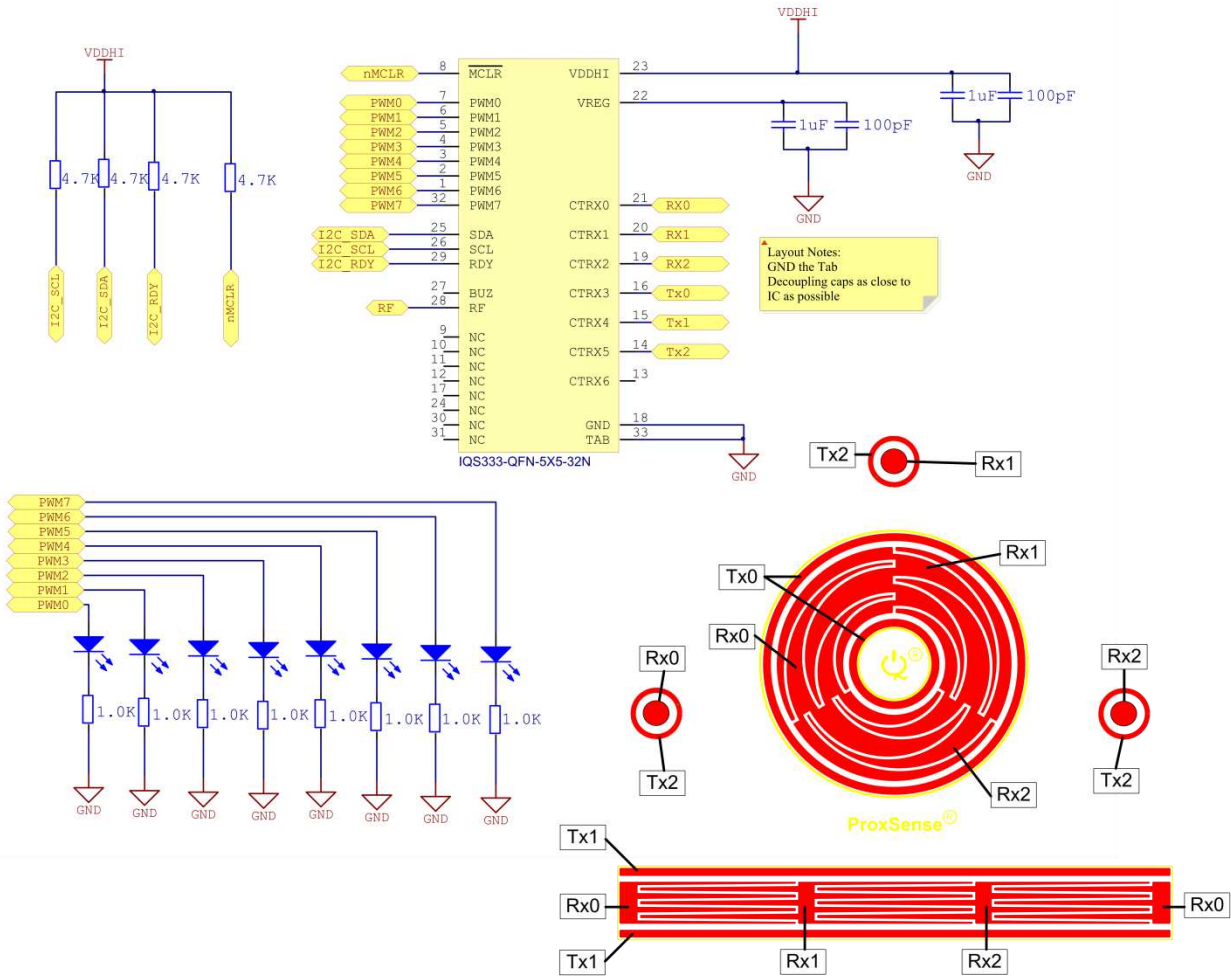 VDDHI
4.7K
4.7K
4.7K
4.7K
I2C_SCL
I2C_SDA
I2C_RDY
nMCLR
nMCLR 8 MCLR
PWM0 7 PWM0
PWM1 6 PWM1
PWM2 5 PWM2
PWM3 4 PWM3
PWM4 3 PWM4
PWM5 2 PWM5
PWM6 1 PWM6
PWM7 32 PWM7
I2C_SDA 25 SDA
I2C_SCL 26 SCL
I2C_RDY 29 RDY
27 BUZ
RF 28 RF
9 NC
10 NC
11 NC
12 NC
17 NC
24 NC
30 NC
31 NC
VDDHI 23
VREG 22
CTRX0 21 RX0
CTRX1 20 RX1
CTRX2 19 RX2
CTRX3 16 Tx0
CTRX4 15 Tx1
CTRX5 14 Tx2
CTRX6 13
GND 18
TAB 33
IQS333-QFN-5X5-32N
GND
VDDHI
1uF 100pF
GND
1uF 100pF
GND
Layout Notes:
GND the Tab
Decoupling caps as close to
IC as possible
PWM7
PWM6
PWM5
PWM4
PWM3
PWM2
PWM1
PWM0
1.0K 1.0K 1.0K 1.0K 1.0K 1.0K 1.0K 1.0K
GND GND GND GND GND GND GND GND
Tx2
Rx1
Rx1
Tx0
Rx0
Rx0
Tx2
Rx2
Tx2
Rx2
ProxSense®
Tx1
Rx0
Rx0
Tx1
Rx1
Rx2